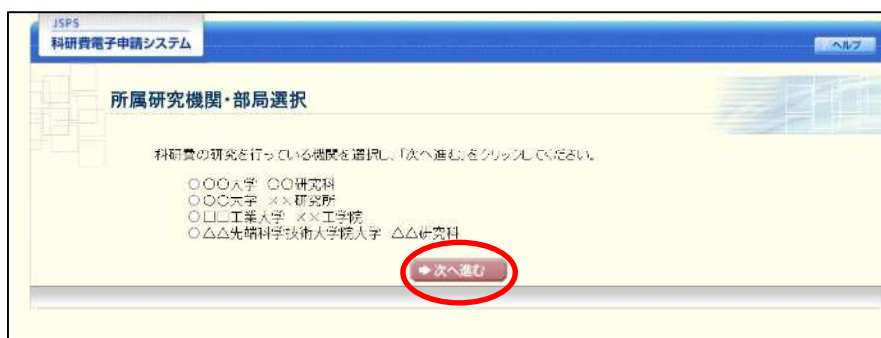 JSPS
科研費電子申請システム
ヘルプ
所属研究機関・部局選択
科研費の研究を行っている機関を選択し、「次へ進む」をクリックしてください。
○○○大学 ○○研究科
○○○大学 ××研究所
○□□工業大学 ××工学院
○△△先端科学技術大学院大学 △△研究科
次へ進む